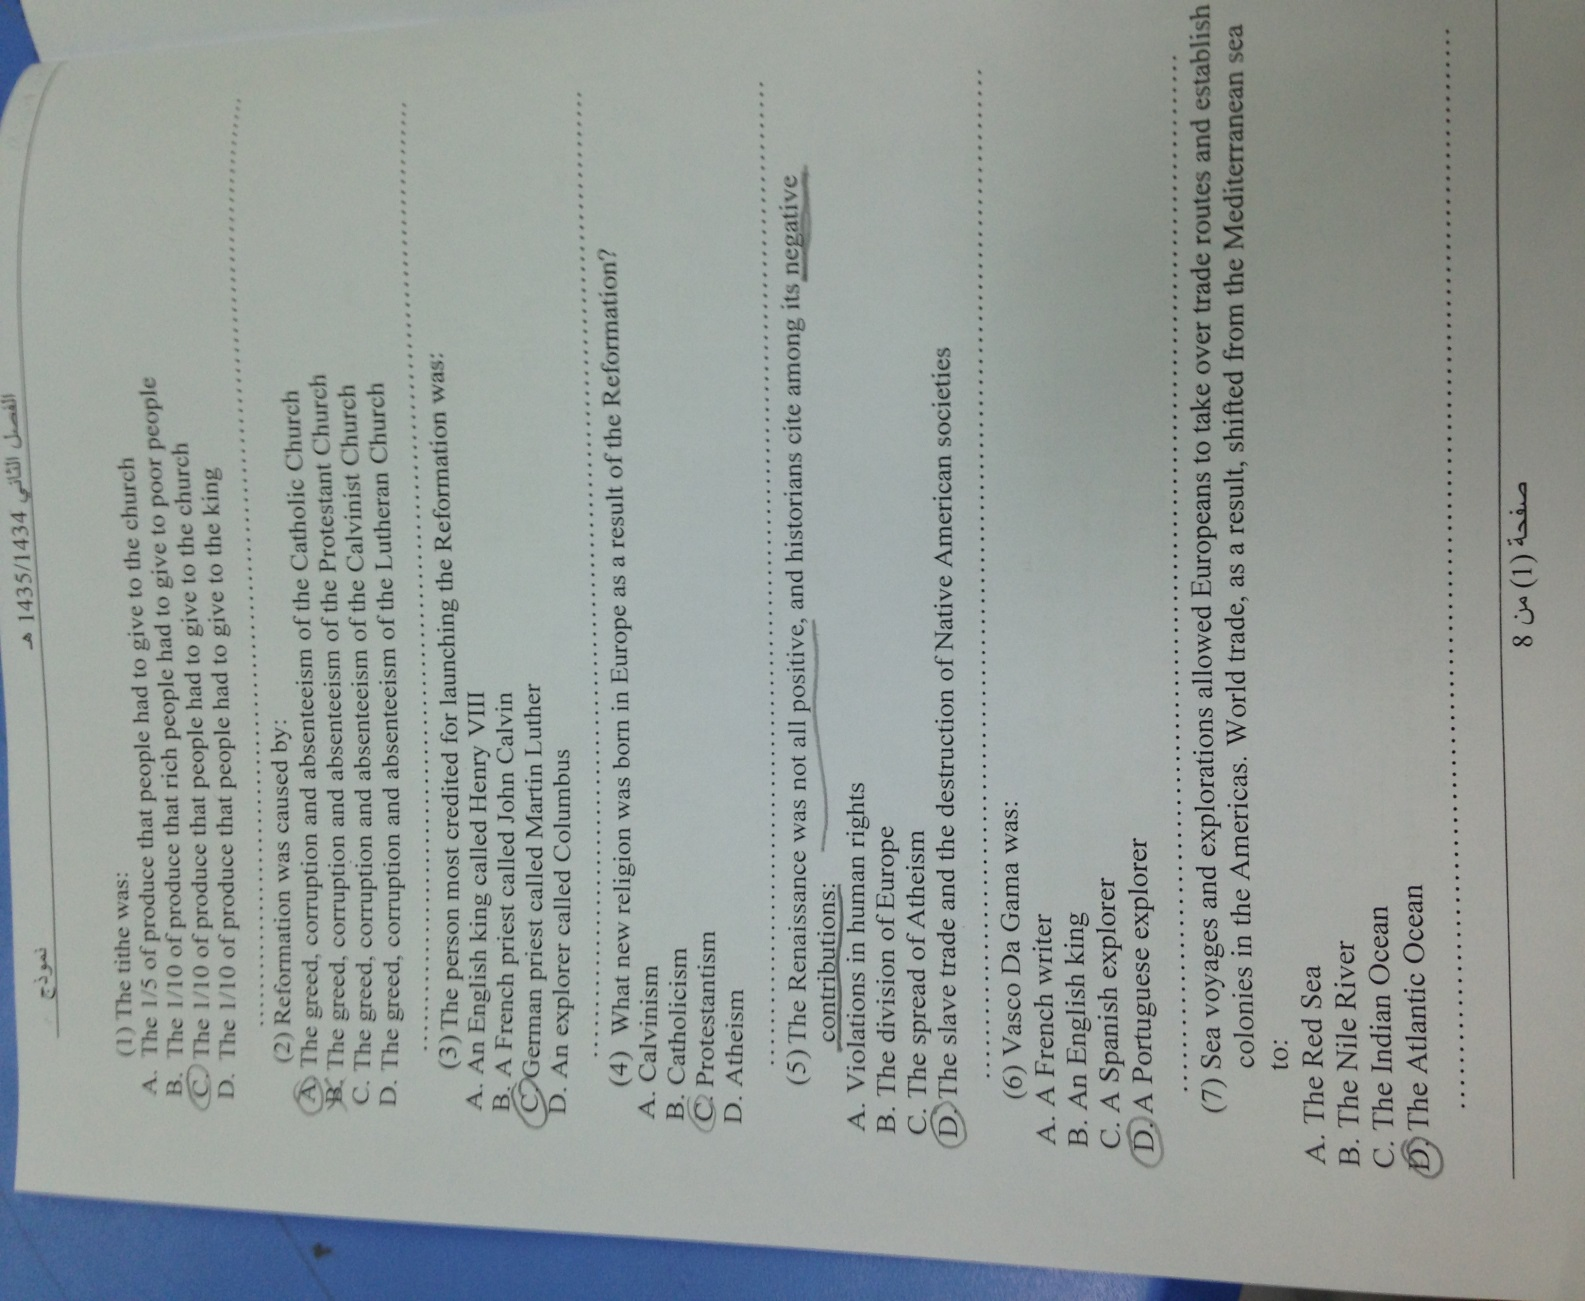 نموذج
الفصل الثاني 1435/1434 هـ
(1) The tithe was:
A. The 1/5 of produce that people had to give to the church
B. The 1/10 of produce that rich people had to give to poor people
C. The 1/10 of produce that people had to give to the church
D. The 1/10 of produce that people had to give to the king
(2) Reformation was caused by:
A. The greed, corruption and absenteeism of the Catholic Church
B. The greed, corruption and absenteeism of the Protestant Church
C. The greed, corruption and absenteeism of the Calvinist Church
D. The greed, corruption and absenteeism of the Lutheran Church
(3) The person most credited for launching the Reformation was:
A. An English king called Henry VIII
B. A French priest called John Calvin
C. German priest called Martin Luther
D. An explorer called Columbus
(4) What new religion was born in Europe as a result of the Reformation?
A. Calvinism
B. Catholicism
C. Protestantism
D. Atheism
(5) The Renaissance was not all positive, and historians cite among its negative
contributions:
A. Violations in human rights
B. The division of Europe
C. The spread of Atheism
D. The slave trade and the destruction of Native American societies
(6) Vasco Da Gama was:
A. A French writer
B. An English king
C. A Spanish explorer
D. A Portuguese explorer
(7) Sea voyages and explorations allowed Europeans to take over trade routes and establish
colonies in the Americas. World trade, as a result, shifted from the Mediterranean sea
to:
A. The Red Sea
B. The Nile River
C. The Indian Ocean
D. The Atlantic Ocean
صفحة (1) من 8